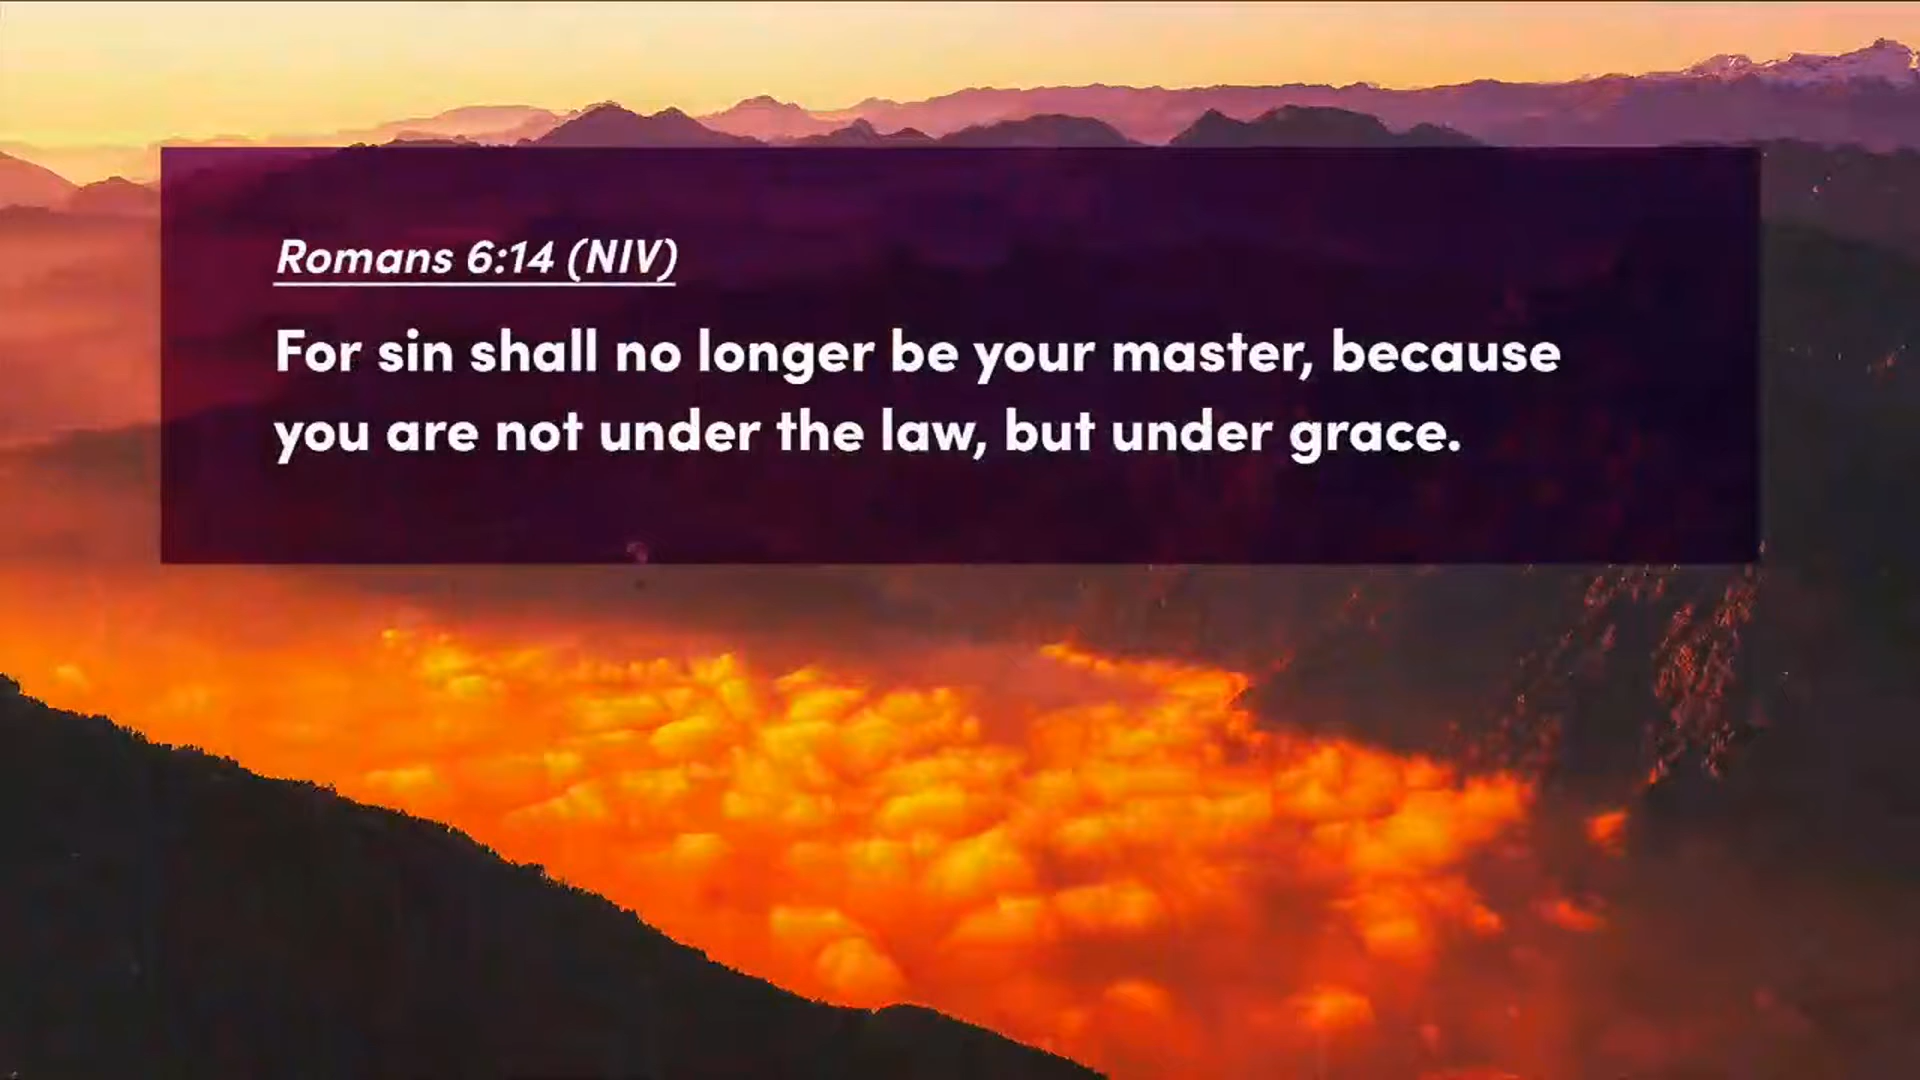 Romans 6:14 (NIV)
For sin shall no longer be your master, because
you are not under the law, but under grace.